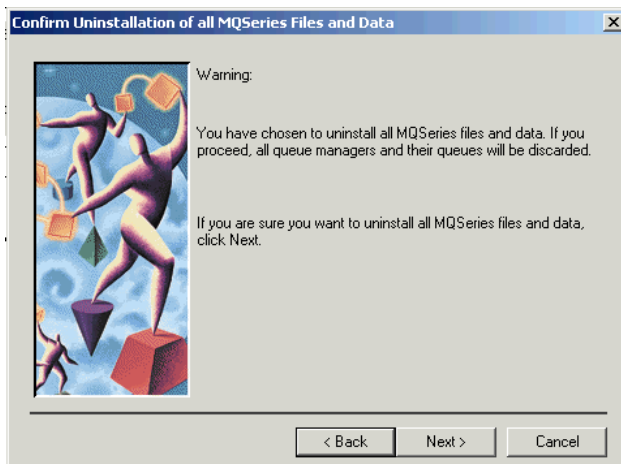 Confirm Uninstallation of all MQSeries Files and Data
Warning:
You have chosen to uninstall all MQSeries files and data. If you
proceed, all queue managers and their queues will be discarded.
If you are sure you want to uninstall all MQSeries files and data,
click Next.
< Back
Next >
Cancel